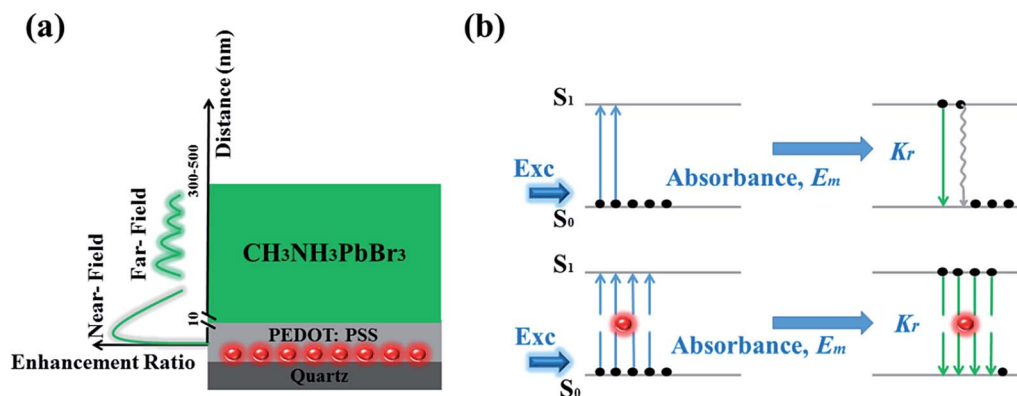 (a)
Distance (nm)
300-500
Far- Field
Near-Field
10
CH₃NH₃PbBr₃
PEDOT: PSS
Quartz
Enhancement Ratio
(b)
S₁
Exc
Absorbance, Eₘ
Kᵣ
S₀
S₁
Exc
Absorbance, Eₘ
Kᵣ
S₀